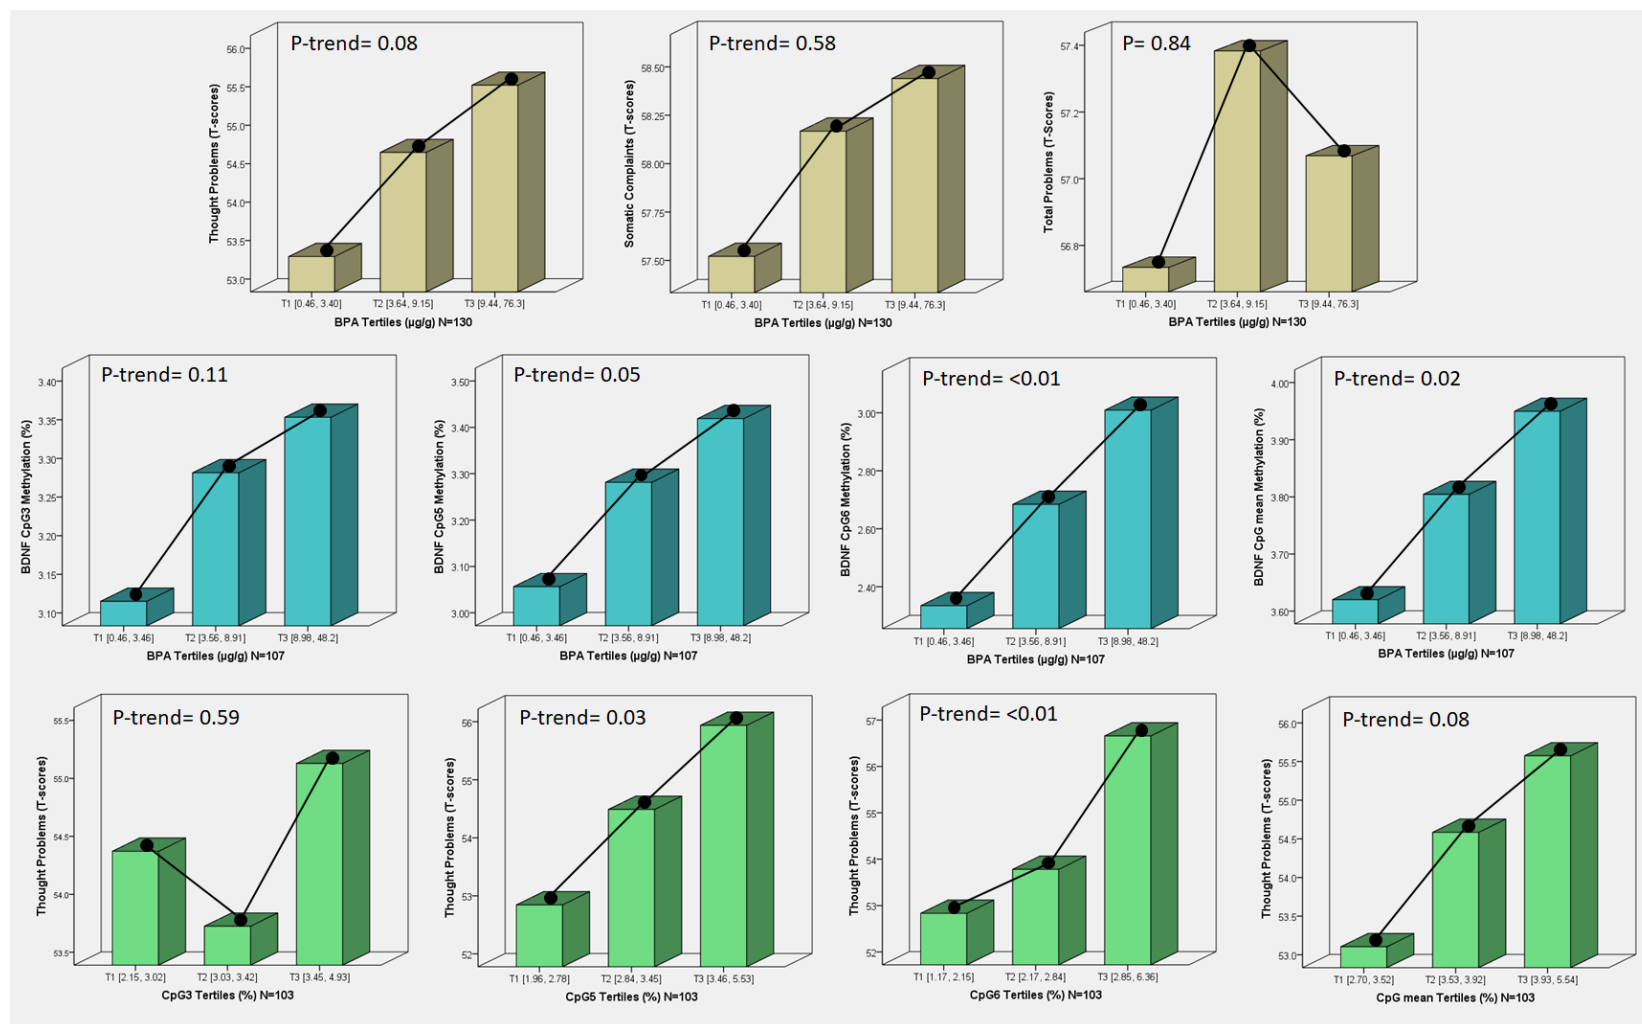 P-trend= 0.08
Thought Problems (T-scores)
56.0
55.5
55.0
54.5
54.0
53.5
53.0
T1 [0.46, 3.40] T2 [3.64, 9.15] T3 [9.44, 76.3]
BPA Tertiles (µg/g) N=130
P-trend= 0.58
Somatic Complaints (T-scores)
58.50
58.25
58.00
57.75
57.50
T1 [0.46, 3.40] T2 [3.64, 9.15] T3 [9.44, 76.3]
BPA Tertiles (µg/g) N=130
P= 0.84
Total Problems (T-Scores)
57.4
57.2
57.0
56.8
T1 [0.46, 3.40] T2 [3.64, 9.15] T3 [9.44, 76.3]
BPA Tertiles (µg/g) N=130
P-trend= 0.11
BDNF CpG3 Methylation (%)
3.40
3.35
3.30
3.25
3.20
3.15
3.10
T1 [0.46, 3.46] T2 [3.56, 8.91] T3 [8.98, 48.2]
BPA Tertiles (µg/g) N=107
P-trend= 0.05
BDNF CpG5 Methylation (%)
3.50
3.40
3.30
3.20
3.10
3.00
T1 [0.46, 3.46] T2 [3.56, 8.91] T3 [8.98, 48.2]
BPA Tertiles (µg/g) N=107
P-trend= <0.01
BDNF CpG6 Methylation (%)
3.00
2.80
2.60
2.40
T1 [0.46, 3.46] T2 [3.56, 8.91] T3 [8.98, 48.2]
BPA Tertiles (µg/g) N=107
P-trend= 0.02
BDNF CpG mean Methylation (%)
4.00
3.90
3.80
3.70
3.60
T1 [0.46, 3.46] T2 [3.56, 8.91] T3 [8.98, 48.2]
BPA Tertiles (µg/g) N=107
P-trend= 0.59
Thought Problems (T-scores)
55.5
55.0
54.5
54.0
53.5
T1 [2.15, 3.02] T2 [3.03, 3.42] T3 [3.45, 4.93]
CpG3 Tertiles (%) N=103
P-trend= 0.03
Thought Problems (T-scores)
56
55
54
53
52
T1 [1.96, 2.78] T2 [2.84, 3.45] T3 [3.46, 5.53]
CpG5 Tertiles (%) N=103
P-trend= <0.01
Thought Problems (T-scores)
57
56
55
54
53
52
T1 [1.17, 2.15] T2 [2.17, 2.84] T3 [2.85, 6.36]
CpG6 Tertiles (%) N=103
P-trend= 0.08
Thought Problems (T-scores)
56.0
55.5
55.0
54.5
54.0
53.5
53.0
T1 [2.70, 3.52] T2 [3.53, 3.92] T3 [3.93, 5.54]
CpG mean Tertiles (%) N=103